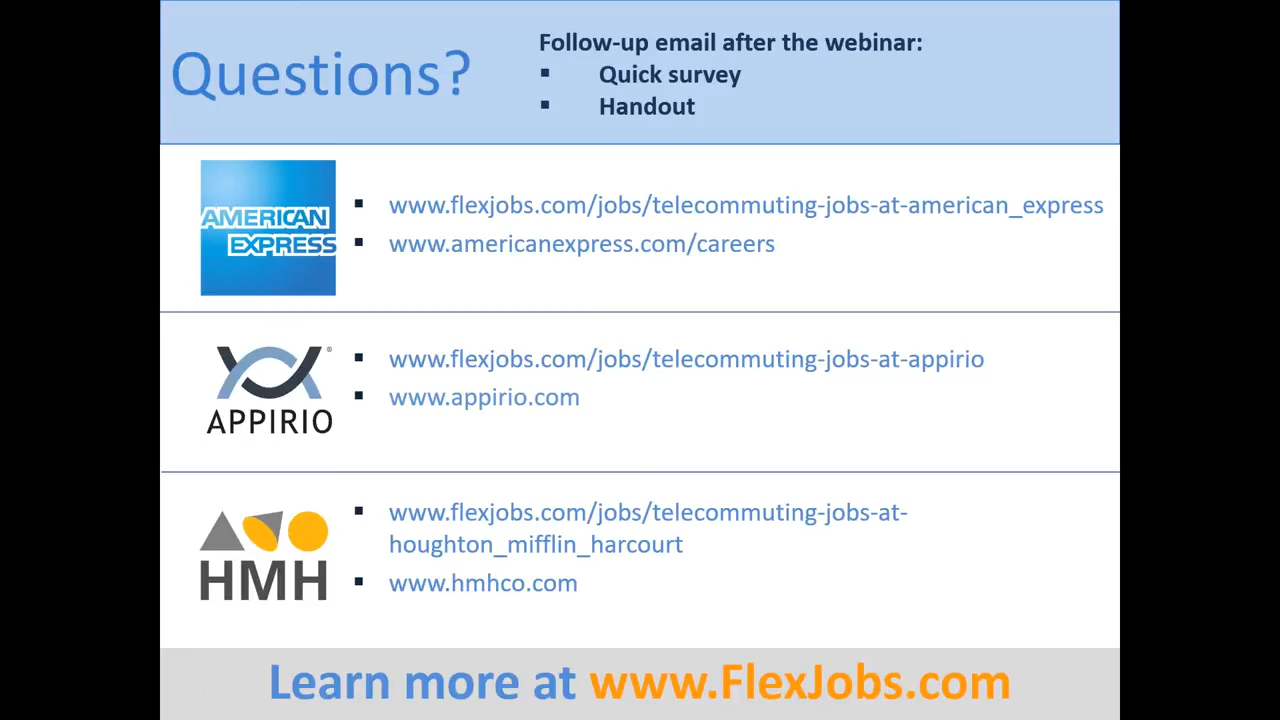 Questions?
Follow-up email after the webinar:
▪ Quick survey
▪ Handout
AMERICAN
EXPRESS
▪ www.flexjobs.com/jobs/telecommuting-jobs-at-american_express
▪ www.americanexpress.com/careers
APPIRIO
®
▪ www.flexjobs.com/jobs/telecommuting-jobs-at-appirio
▪ www.appirio.com
HMH
▪ www.flexjobs.com/jobs/telecommuting-jobs-at-
houghton_mifflin_harcourt
▪ www.hmhco.com
Learn more at www.FlexJobs.com